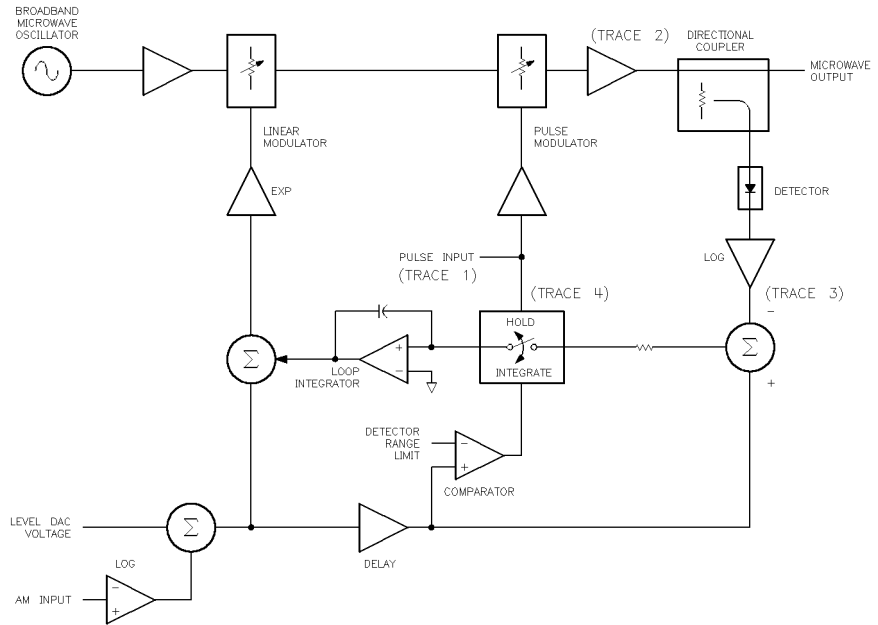 BROADBAND
MICROWAVE
OSCILLATOR
(TRACE 2)
DIRECTIONAL
COUPLER
MICROWAVE
OUTPUT
LINEAR
MODULATOR
PULSE
MODULATOR
EXP
DETECTOR
LOG
PULSE INPUT
(TRACE 1)
(TRACE 4)
(TRACE 3)
-
HOLD
Σ
+
-
LOOP
INTEGRATOR
INTEGRATE
Σ
+
DETECTOR
RANGE
LIMIT
-
+
COMPARATOR
LEVEL DAC
VOLTAGE
Σ
LOG
DELAY
AM INPUT
-
+